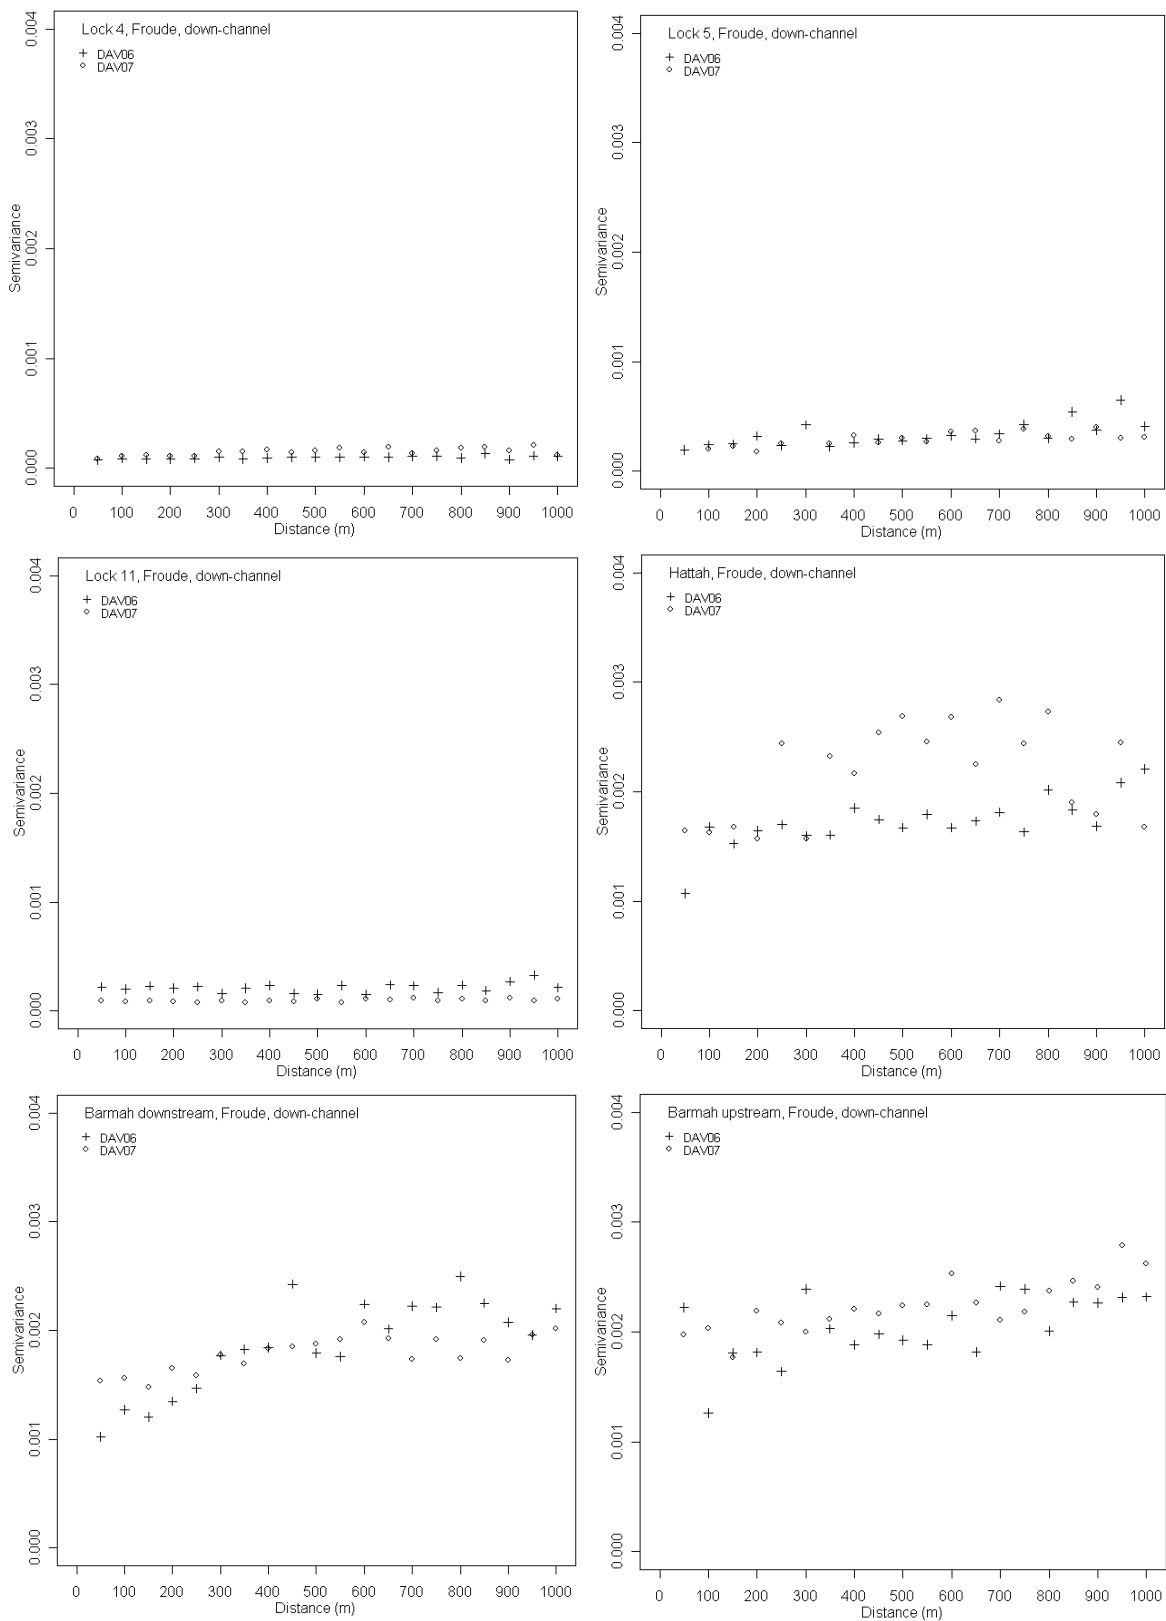 Lock 4, Froude, down-channel
DAV06
DAV07
Semivariance
0.000 0.001 0.002 0.003 0.004
0 100 200 300 400 500 600 700 800 900 1000
Distance (m)
Lock 5, Froude, down-channel
DAV06
DAV07
Semivariance
0.000 0.001 0.002 0.003 0.004
0 100 200 300 400 500 600 700 800 900 1000
Distance (m)
Lock 11, Froude, down-channel
DAV06
DAV07
Semivariance
0.000 0.001 0.002 0.003 0.004
0 100 200 300 400 500 600 700 800 900 1000
Distance (m)
Hattah, Froude, down-channel
DAV06
DAV07
Semivariance
0.000 0.001 0.002 0.003 0.004
0 100 200 300 400 500 600 700 800 900 1000
Distance (m)
Barmah downstream, Froude, down-channel
DAV06
DAV07
Semivariance
0.000 0.001 0.002 0.003 0.004
0 100 200 300 400 500 600 700 800 900 1000
Distance (m)
Barmah upstream, Froude, down-channel
DAV06
DAV07
Semivariance
0.000 0.001 0.002 0.003 0.004
0 100 200 300 400 500 600 700 800 900 1000
Distance (m)